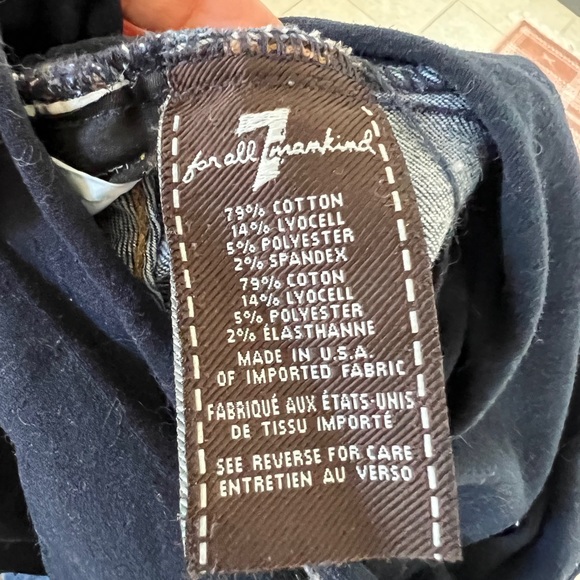 for all 7 mankind
79% COTTON
14% LYOCELL
5% POLYESTER
2% SPANDEX
79% COTON
14% LYOCELL
5% POLYESTER
2% ÉLASTHANNE
MADE IN U.S.A.
OF IMPORTED FABRIC
FABRIQUÉ AUX ÉTATS-UNIS
DE TISSU IMPORTÉ
SEE REVERSE FOR CARE
ENTRETIEN AU VERSO